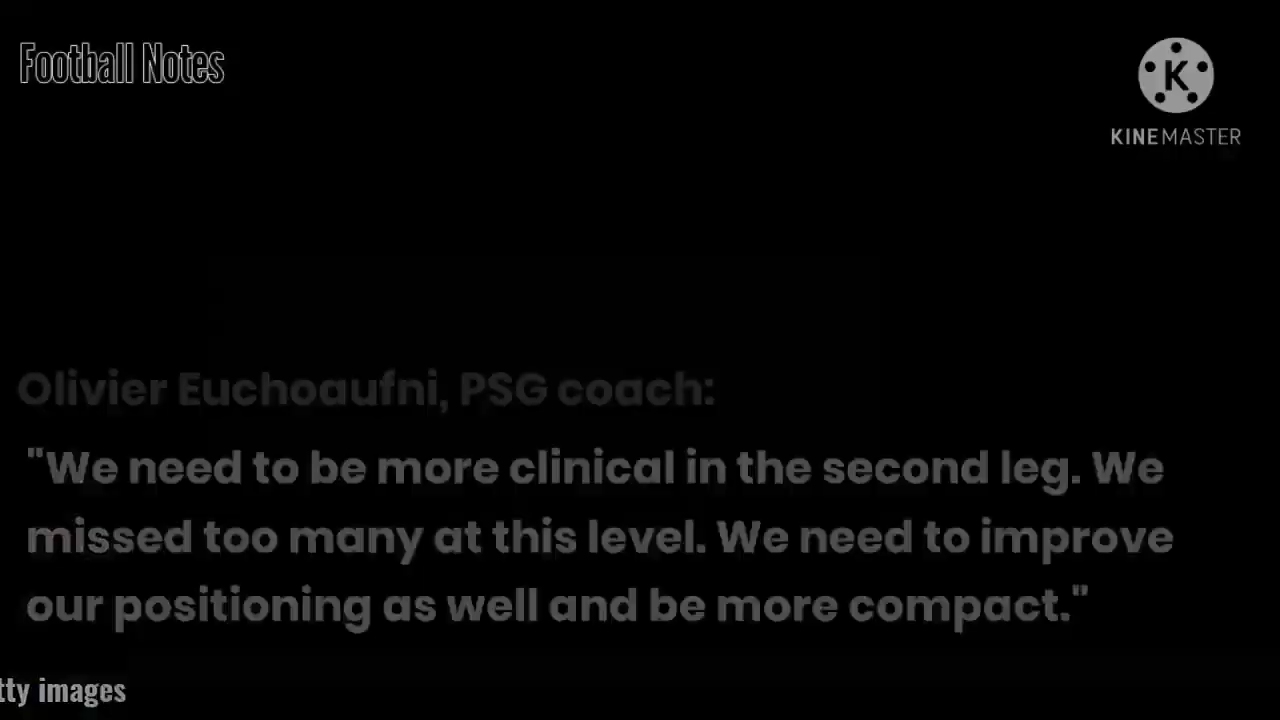 Football Notes
K
KINEMASTER
Olivier Euchoaufni, PSG coach:
"We need to be more clinical in the second leg. We
missed too many at this level. We need to improve
our positioning as well and be more compact."
tty images